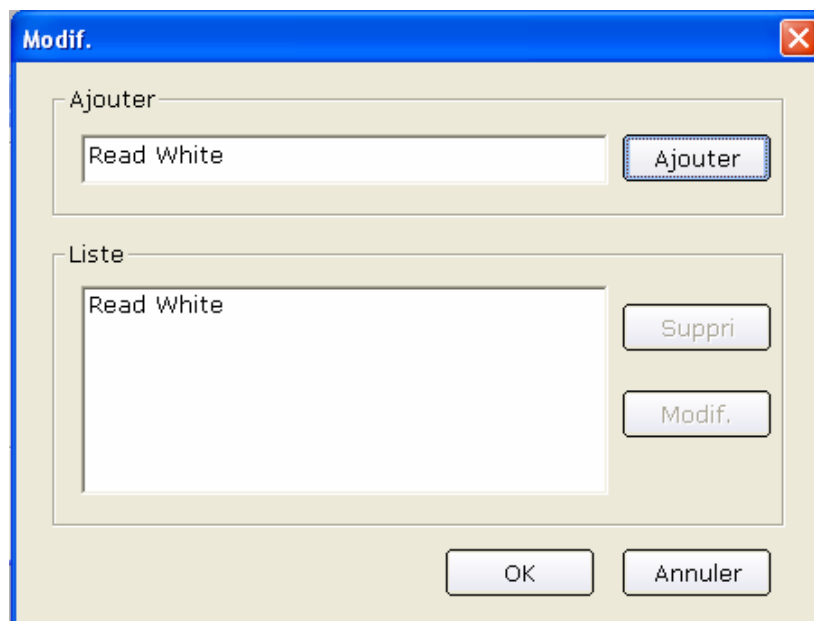 Modif.
Ajouter
Read White
Ajouter
Liste
Read White
Suppri
Modif.
OK
Annuler